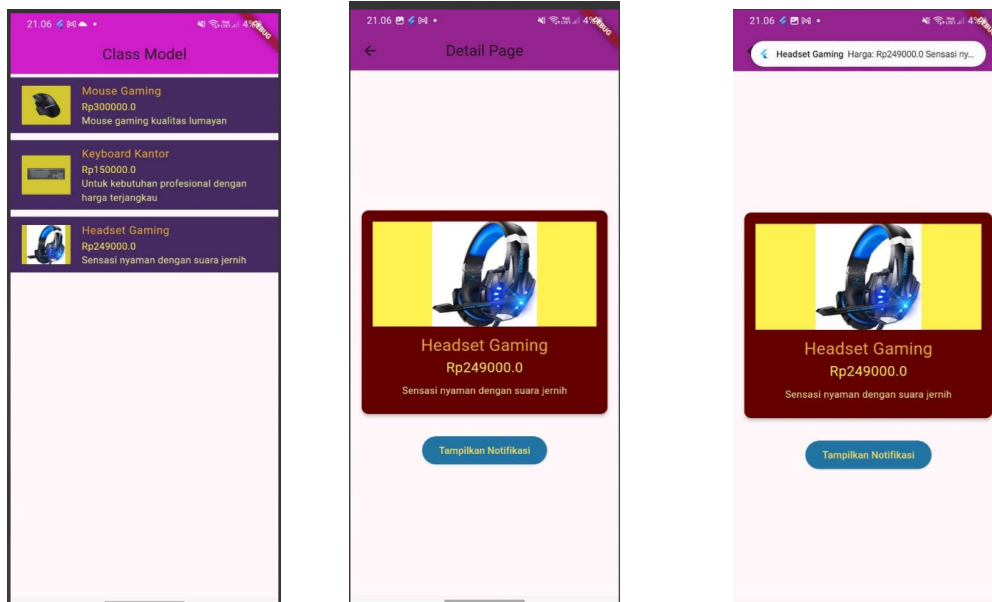 21.06
4%
DEBUG
Class Model
Mouse Gaming
Rp300000.0
Mouse gaming kualitas lumayan
Keyboard Kantor
Rp150000.0
Untuk kebutuhan profesional dengan
harga terjangkau
Headset Gaming
Rp249000.0
Sensasi nyaman dengan suara jernih
21.06
4%
DEBUG
Detail Page
Headset Gaming
Rp249000.0
Sensasi nyaman dengan suara jernih
Tampilkan Notifikasi
21.06
4%
Headset Gaming Harga: Rp249000.0 Sensasi ny...
Headset Gaming
Rp249000.0
Sensasi nyaman dengan suara jernih
Tampilkan Notifikasi